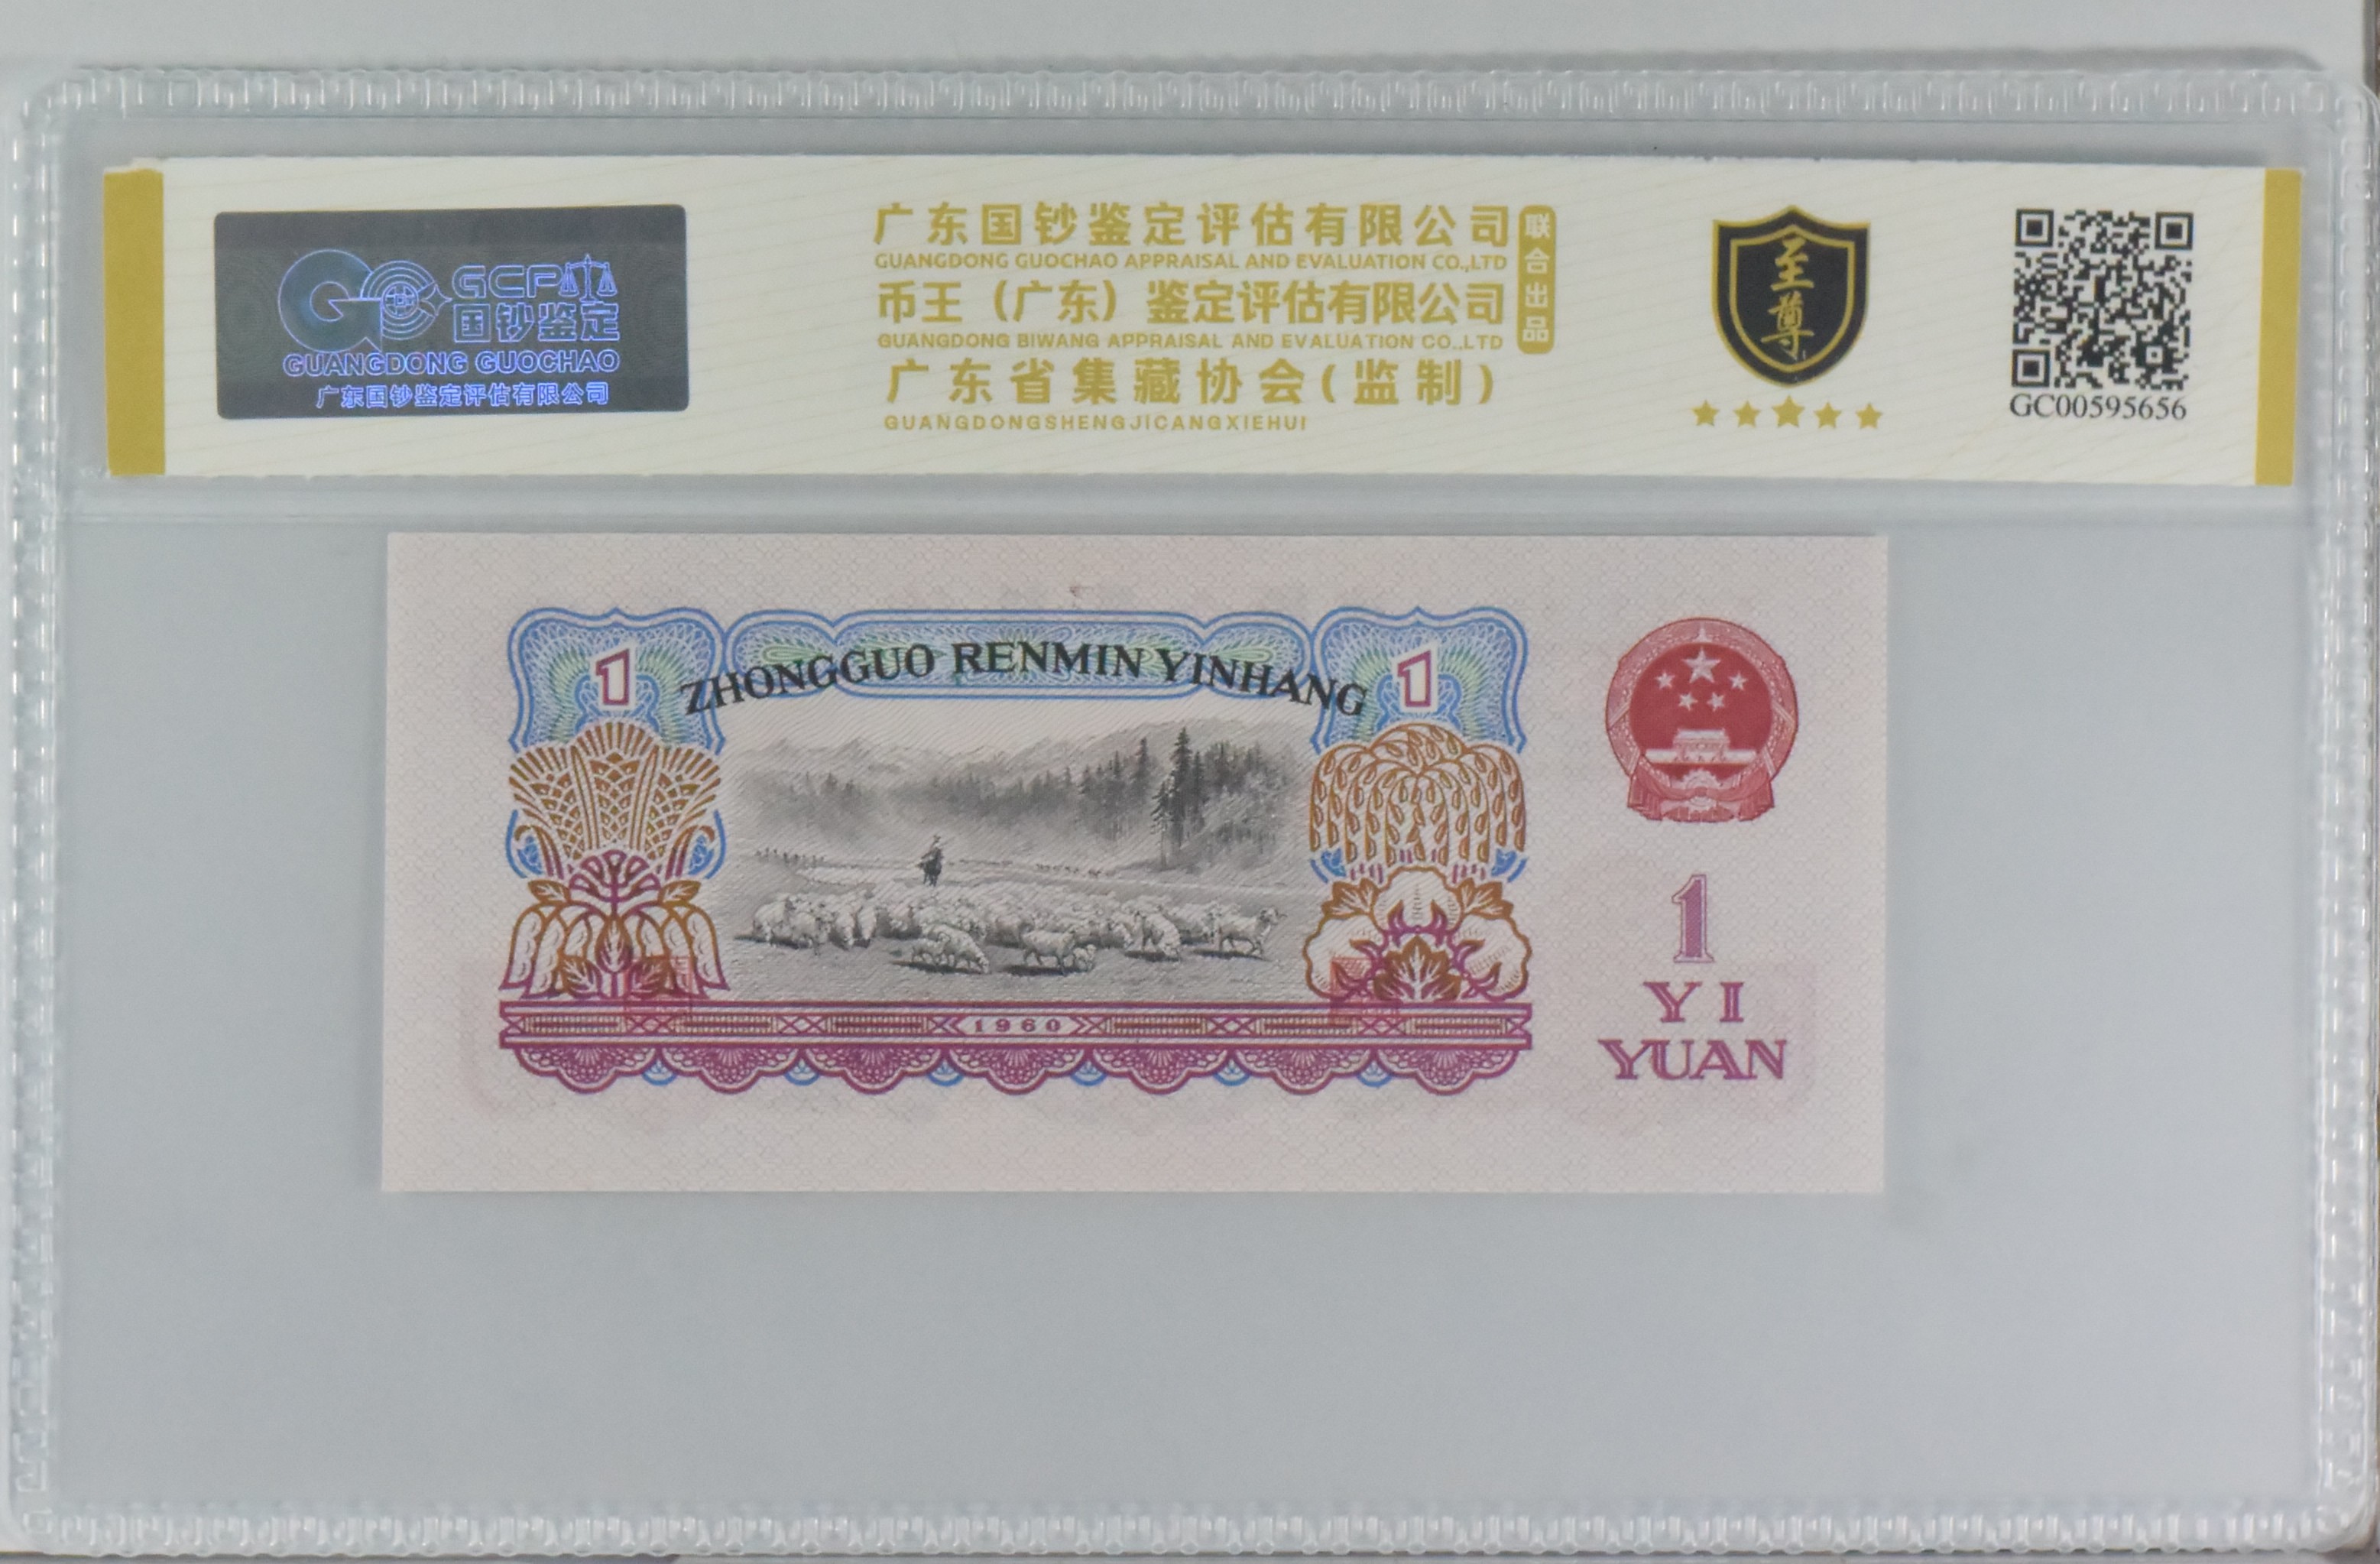 GCP
国钞鉴定
GUANGDONG GUOCHAO
广东国钞鉴定评估有限公司
广东国钞鉴定评估有限公司
GUANGDONG GUOCHAO APPRAISAL AND EVALUATION CO.,LTD
币王（广东）鉴定评估有限公司
GUANGDONG BIWANG APPRAISAL AND EVALUATION CO.,LTD
广东省集藏协会(监制)
GUANGDONGSHENGJICANGXIEHUI
联合出品
至尊
GC00595656
ZHONGGUO RENMIN YINHANG
1
1
1960
1
YI
YUAN